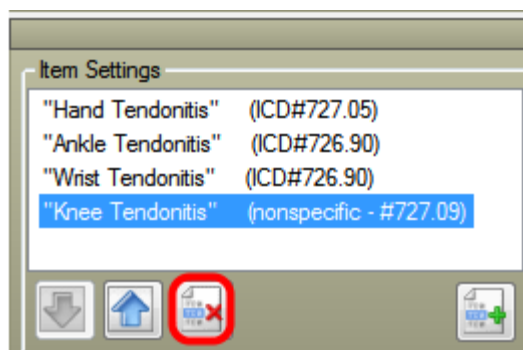 Item Settings
"Hand Tendonitis" (ICD#727.05)
"Ankle Tendonitis" (ICD#726.90)
"Wrist Tendonitis" (ICD#726.90)
"Knee Tendonitis" (nonspecific - #727.09)